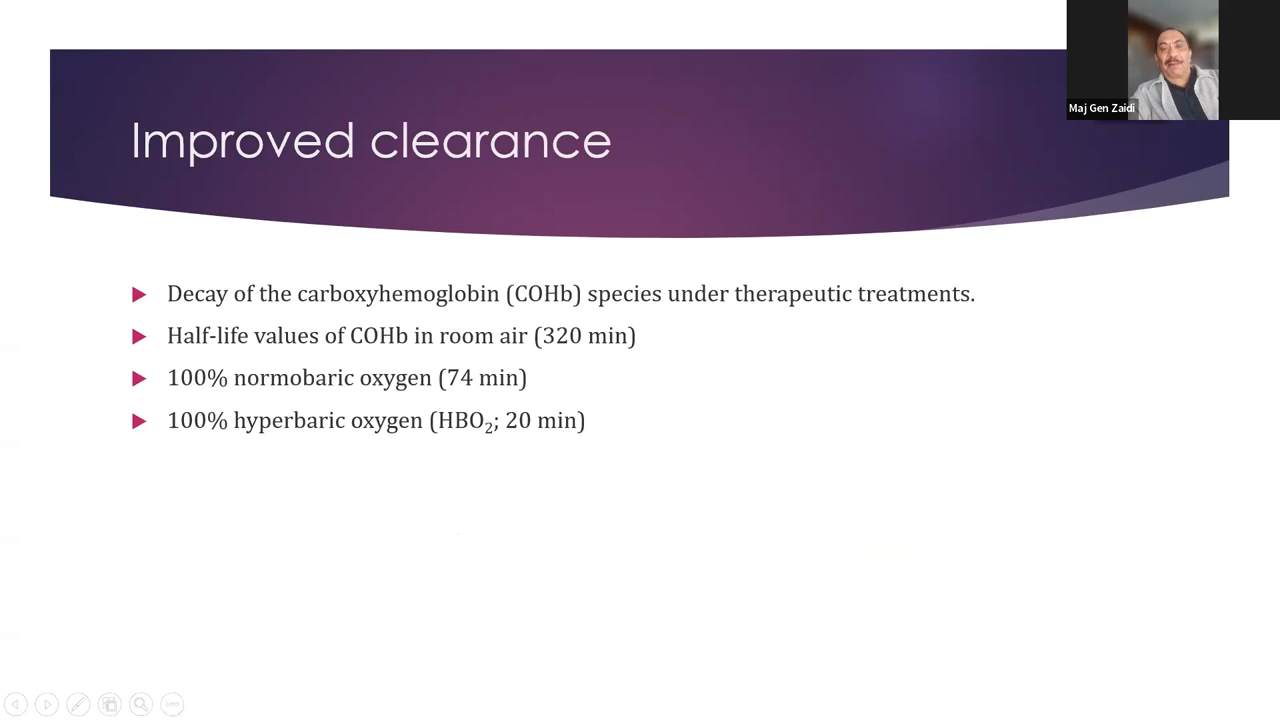 Maj Gen Zaidi
Improved clearance
Decay of the carboxyhemoglobin (COHb) species under therapeutic treatments.
Half-life values of COHb in room air (320 min)
100% normobaric oxygen (74 min)
100% hyperbaric oxygen (HBO₂; 20 min)